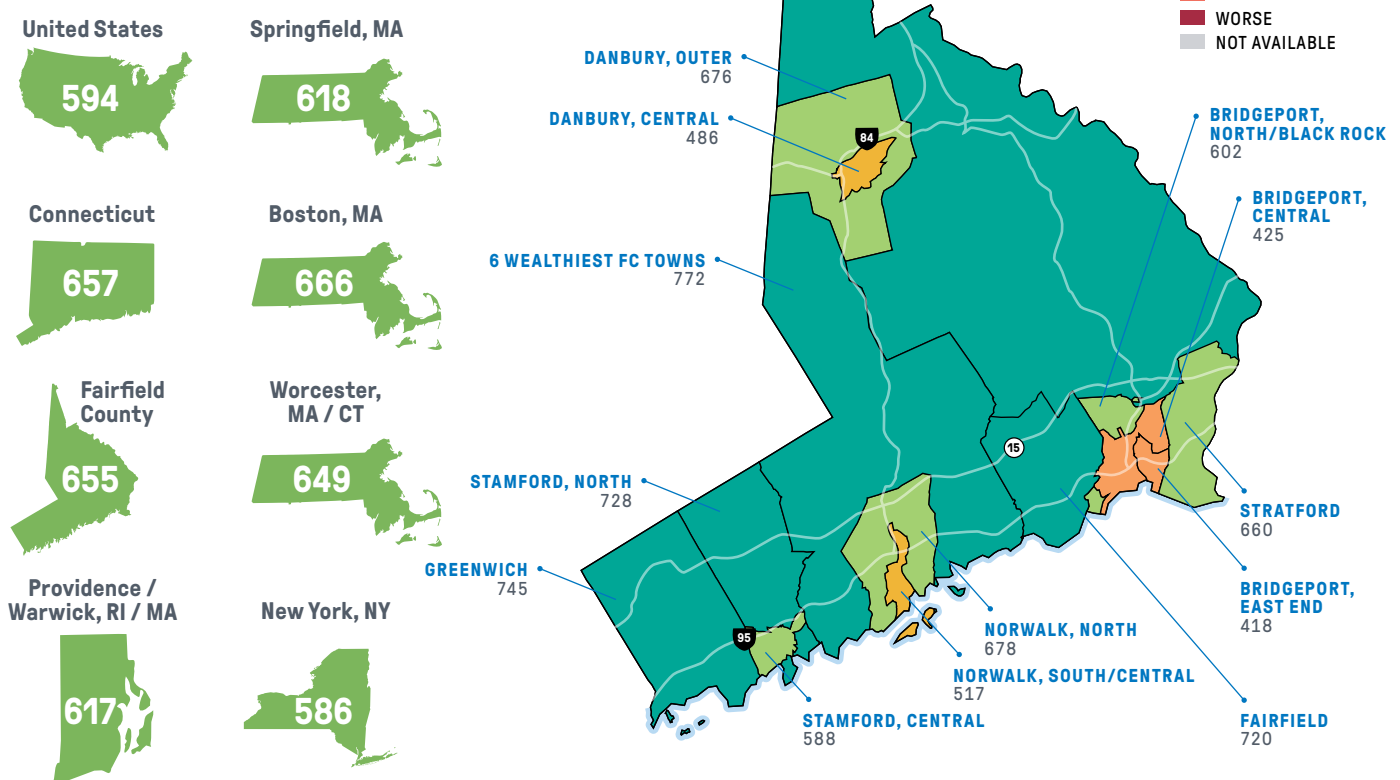 United States
594
Springfield, MA
618
Connecticut
657
Boston, MA
666
Fairfield
County
655
Worcester,
MA / CT
649
Providence /
Warwick, RI / MA
617
New York, NY
586
WORSE
NOT AVAILABLE
DANBURY, OUTER
676
DANBURY, CENTRAL
486
84
BRIDGEPORT,
NORTH/BLACK ROCK
602
BRIDGEPORT,
CENTRAL
425
6 WEALTHIEST FC TOWNS
772
15
STAMFORD, NORTH
728
STRATFORD
660
GREENWICH
745
BRIDGEPORT,
EAST END
418
95
NORWALK, NORTH
678
NORWALK, SOUTH/CENTRAL
517
STAMFORD, CENTRAL
588
FAIRFIELD
720